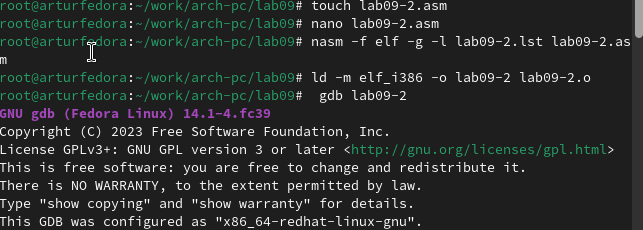 root@arturfedora:~/work/arch-pc/lab09# touch lab09-2.asm
root@arturfedora:~/work/arch-pc/lab09# nano lab09-2.asm
root@arturfedora:~/work/arch-pc/lab09# nasm -f elf -g -l lab09-2.lst lab09-2.as
m
root@arturfedora:~/work/arch-pc/lab09# ld -m elf_i386 -o lab09-2 lab09-2.o
root@arturfedora:~/work/arch-pc/lab09#  gdb lab09-2
GNU gdb (Fedora Linux) 14.1-4.fc39
Copyright (C) 2023 Free Software Foundation, Inc.
License GPLv3+: GNU GPL version 3 or later <http://gnu.org/licenses/gpl.html>
This is free software: you are free to change and redistribute it.
There is NO WARRANTY, to the extent permitted by law.
Type "show copying" and "show warranty" for details.
This GDB was configured as "x86_64-redhat-linux-gnu".